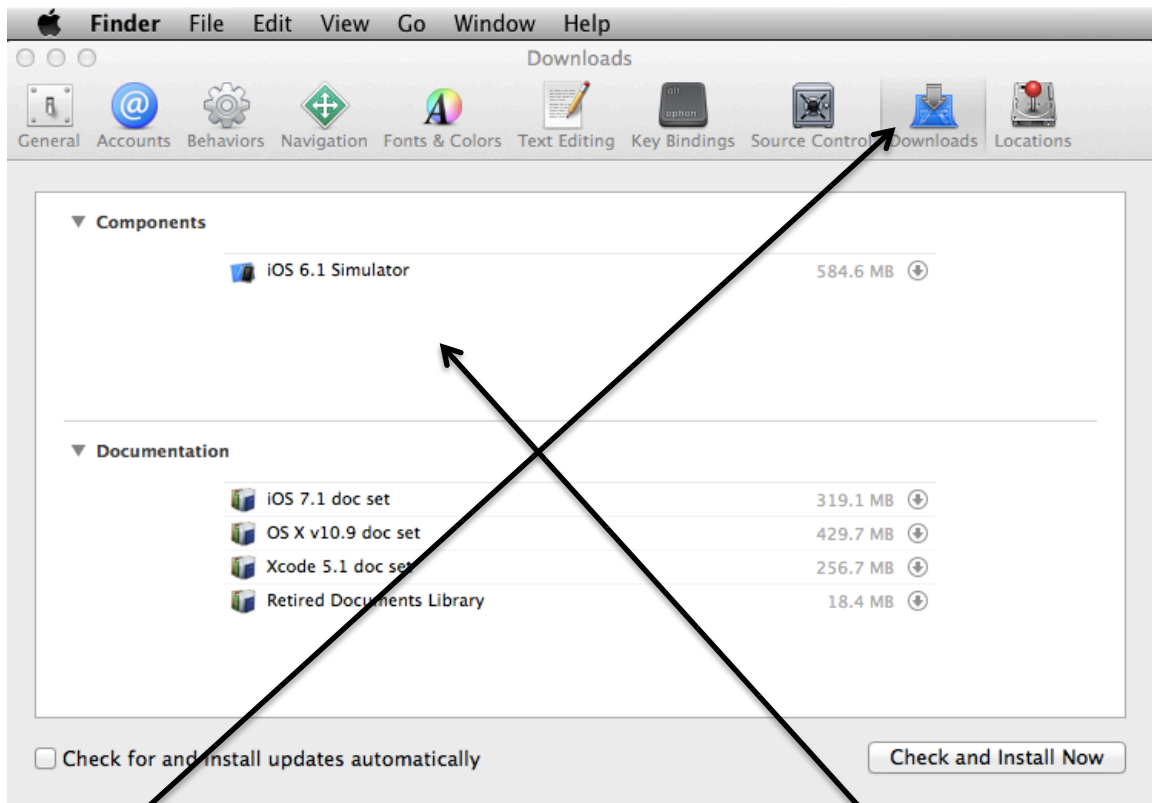 Finder File Edit View Go Window Help
Downloads
alt
option
General Accounts Behaviors Navigation Fonts & Colors Text Editing Key Bindings Source Control Downloads Locations
Components
iOS 6.1 Simulator 584.6 MB
Documentation
iOS 7.1 doc set 319.1 MB
OS X v10.9 doc set 429.7 MB
Xcode 5.1 doc set 256.7 MB
Retired Documents Library 18.4 MB
Check for and install updates automatically Check and Install Now